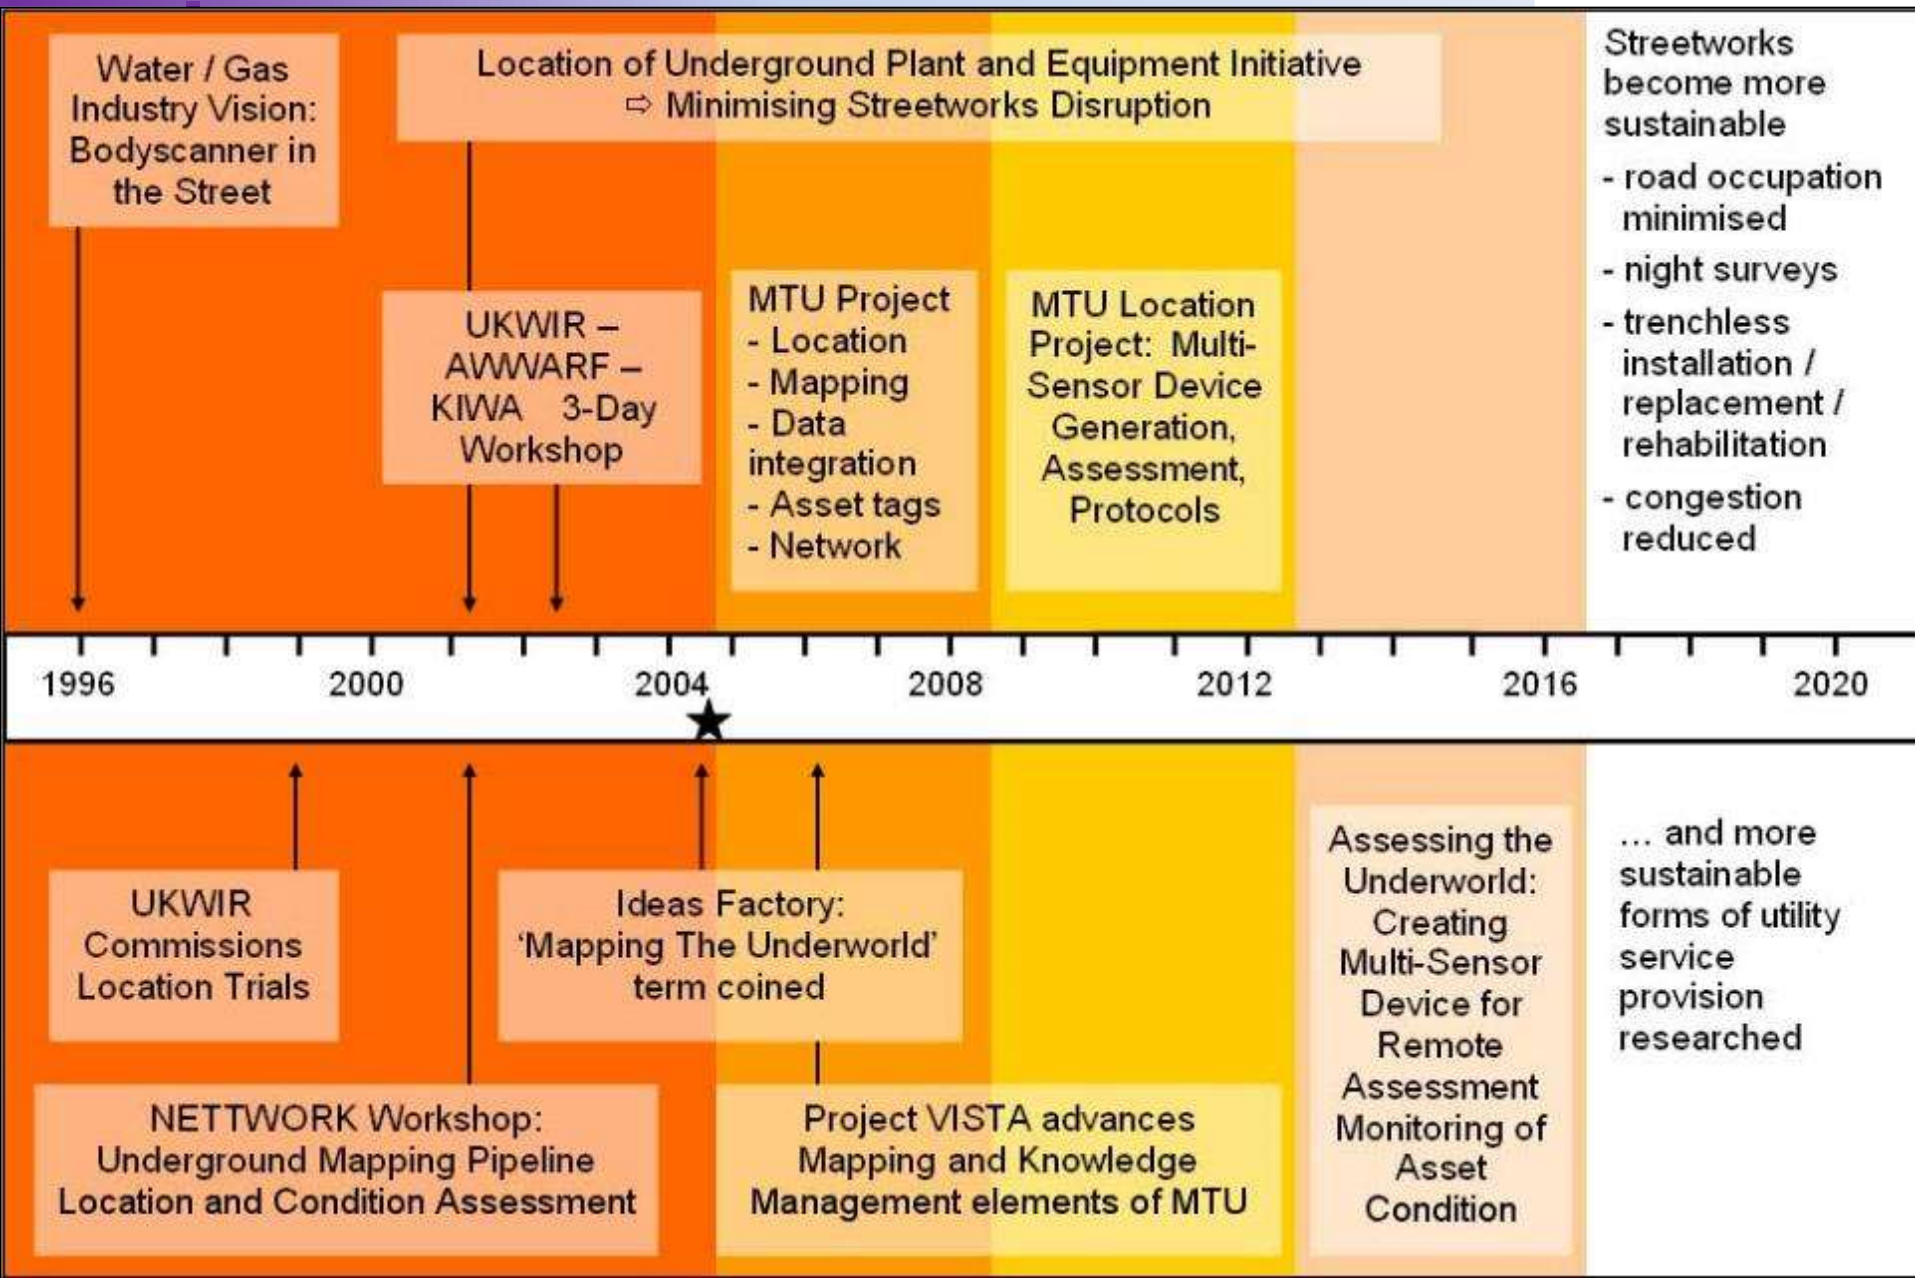 Water / Gas
Industry Vision:
Bodyscanner in
the Street
Location of Underground Plant and Equipment Initiative
⇨ Minimising Streetworks Disruption
UKWIR –
AWWARF –
KIWA 3-Day
Workshop
MTU Project
- Location
- Mapping
- Data
integration
- Asset tags
- Network
MTU Location
Project: Multi-
Sensor Device
Generation,
Assessment,
Protocols
Streetworks
become more
sustainable
- road occupation
minimised
- night surveys
- trenchless
installation /
replacement /
rehabilitation
- congestion
reduced
1996 2000 2004 2008 2012 2016 2020
UKWIR
Commissions
Location Trials
Ideas Factory:
‘Mapping The Underworld’
term coined
NETTWORK Workshop:
Underground Mapping Pipeline
Location and Condition Assessment
Project VISTA advances
Mapping and Knowledge
Management elements of MTU
Assessing the
Underworld:
Creating
Multi-Sensor
Device for
Remote
Assessment
Monitoring of
Asset
Condition
... and more
sustainable
forms of utility
service
provision
researched